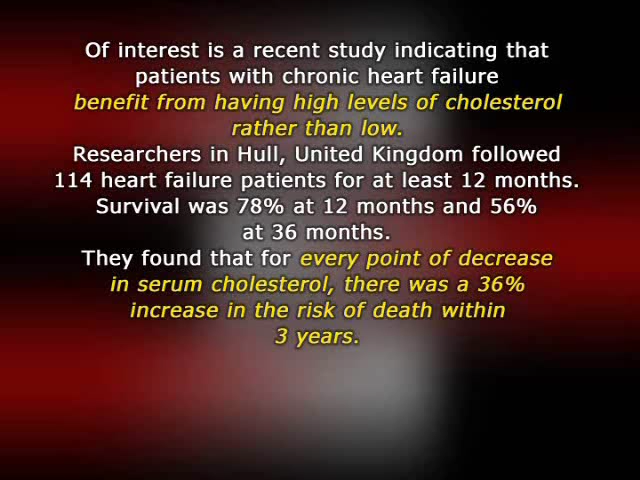 Of interest is a recent study indicating that
patients with chronic heart failure
benefit from having high levels of cholesterol
rather than low.
Researchers in Hull, United Kingdom followed
114 heart failure patients for at least 12 months.
Survival was 78% at 12 months and 56%
at 36 months.
They found that for every point of decrease
in serum cholesterol, there was a 36%
increase in the risk of death within
3 years.